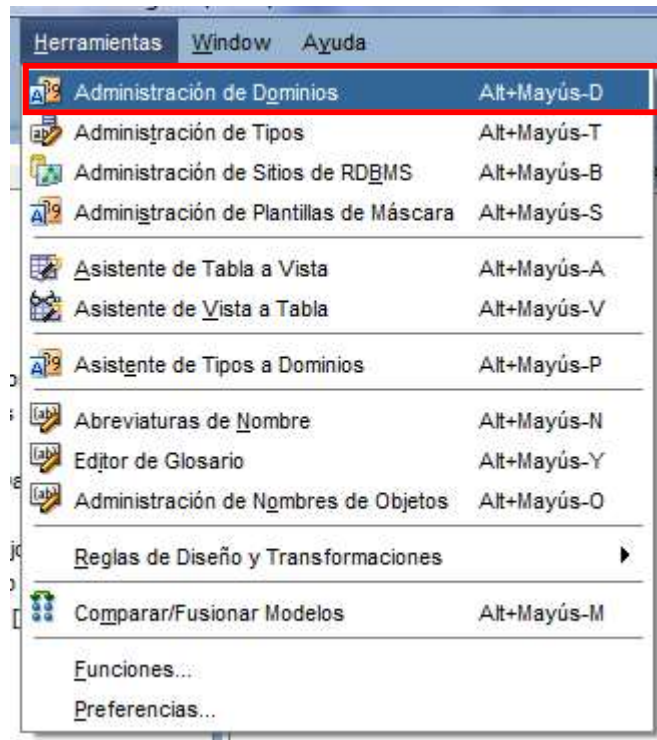 Herramientas Window Ayuda
Administración de Dominios Alt+Mayús-D
Administración de Tipos Alt+Mayús-T
Administración de Sitios de RDBMS Alt+Mayús-B
Administración de Plantillas de Máscara Alt+Mayús-S
Asistente de Tabla a Vista Alt+Mayús-A
Asistente de Vista a Tabla Alt+Mayús-V
Asistente de Tipos a Dominios Alt+Mayús-P
Abreviaturas de Nombre Alt+Mayús-N
Editor de Glosario Alt+Mayús-Y
Administración de Nombres de Objetos Alt+Mayús-O
Reglas de Diseño y Transformaciones
Comparar/Fusionar Modelos Alt+Mayús-M
Funciones...
Preferencias...